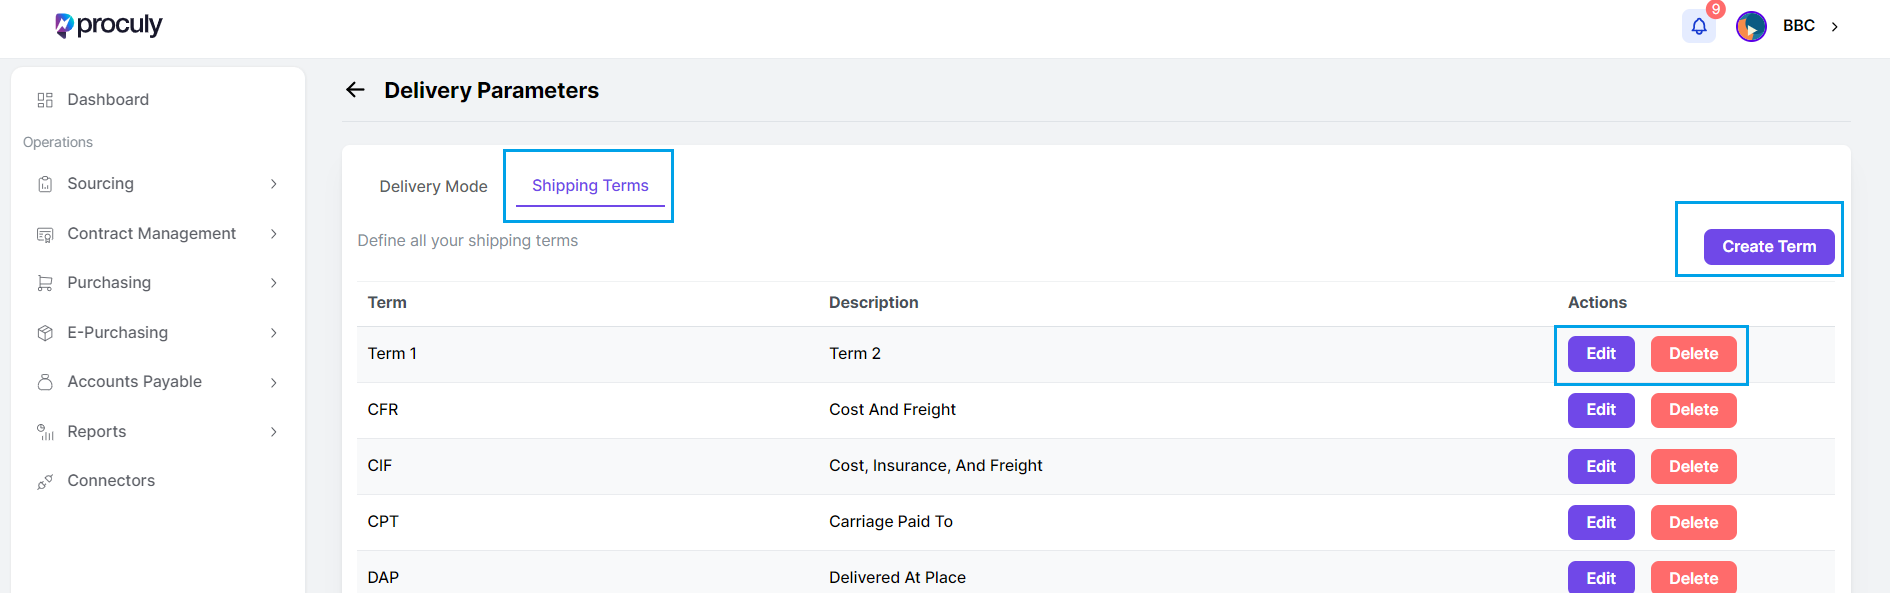 proculy
9
BBC
Dashboard
Operations
Sourcing
Contract Management
Purchasing
E-Purchasing
Accounts Payable
Reports
Connectors
Delivery Parameters
Delivery Mode Shipping Terms
Define all your shipping terms
Create Term
Term Description Actions
Term 1 Term 2 Edit Delete
CFR Cost And Freight Edit Delete
CIF Cost, Insurance, And Freight Edit Delete
CPT Carriage Paid To Edit Delete
DAP Delivered At Place Edit Delete